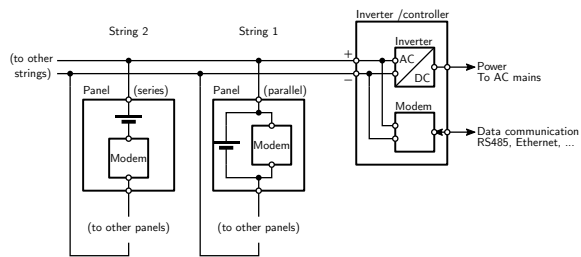 Inverter /controller
String 2
String 1
Inverter
(to other
strings)
+
−
AC
DC
Power
To AC mains
Panel
(series)
Panel
(parallel)
Modem
Modem
Modem
Data communication
RS485, Ethernet, ...
(to other panels)
(to other panels)